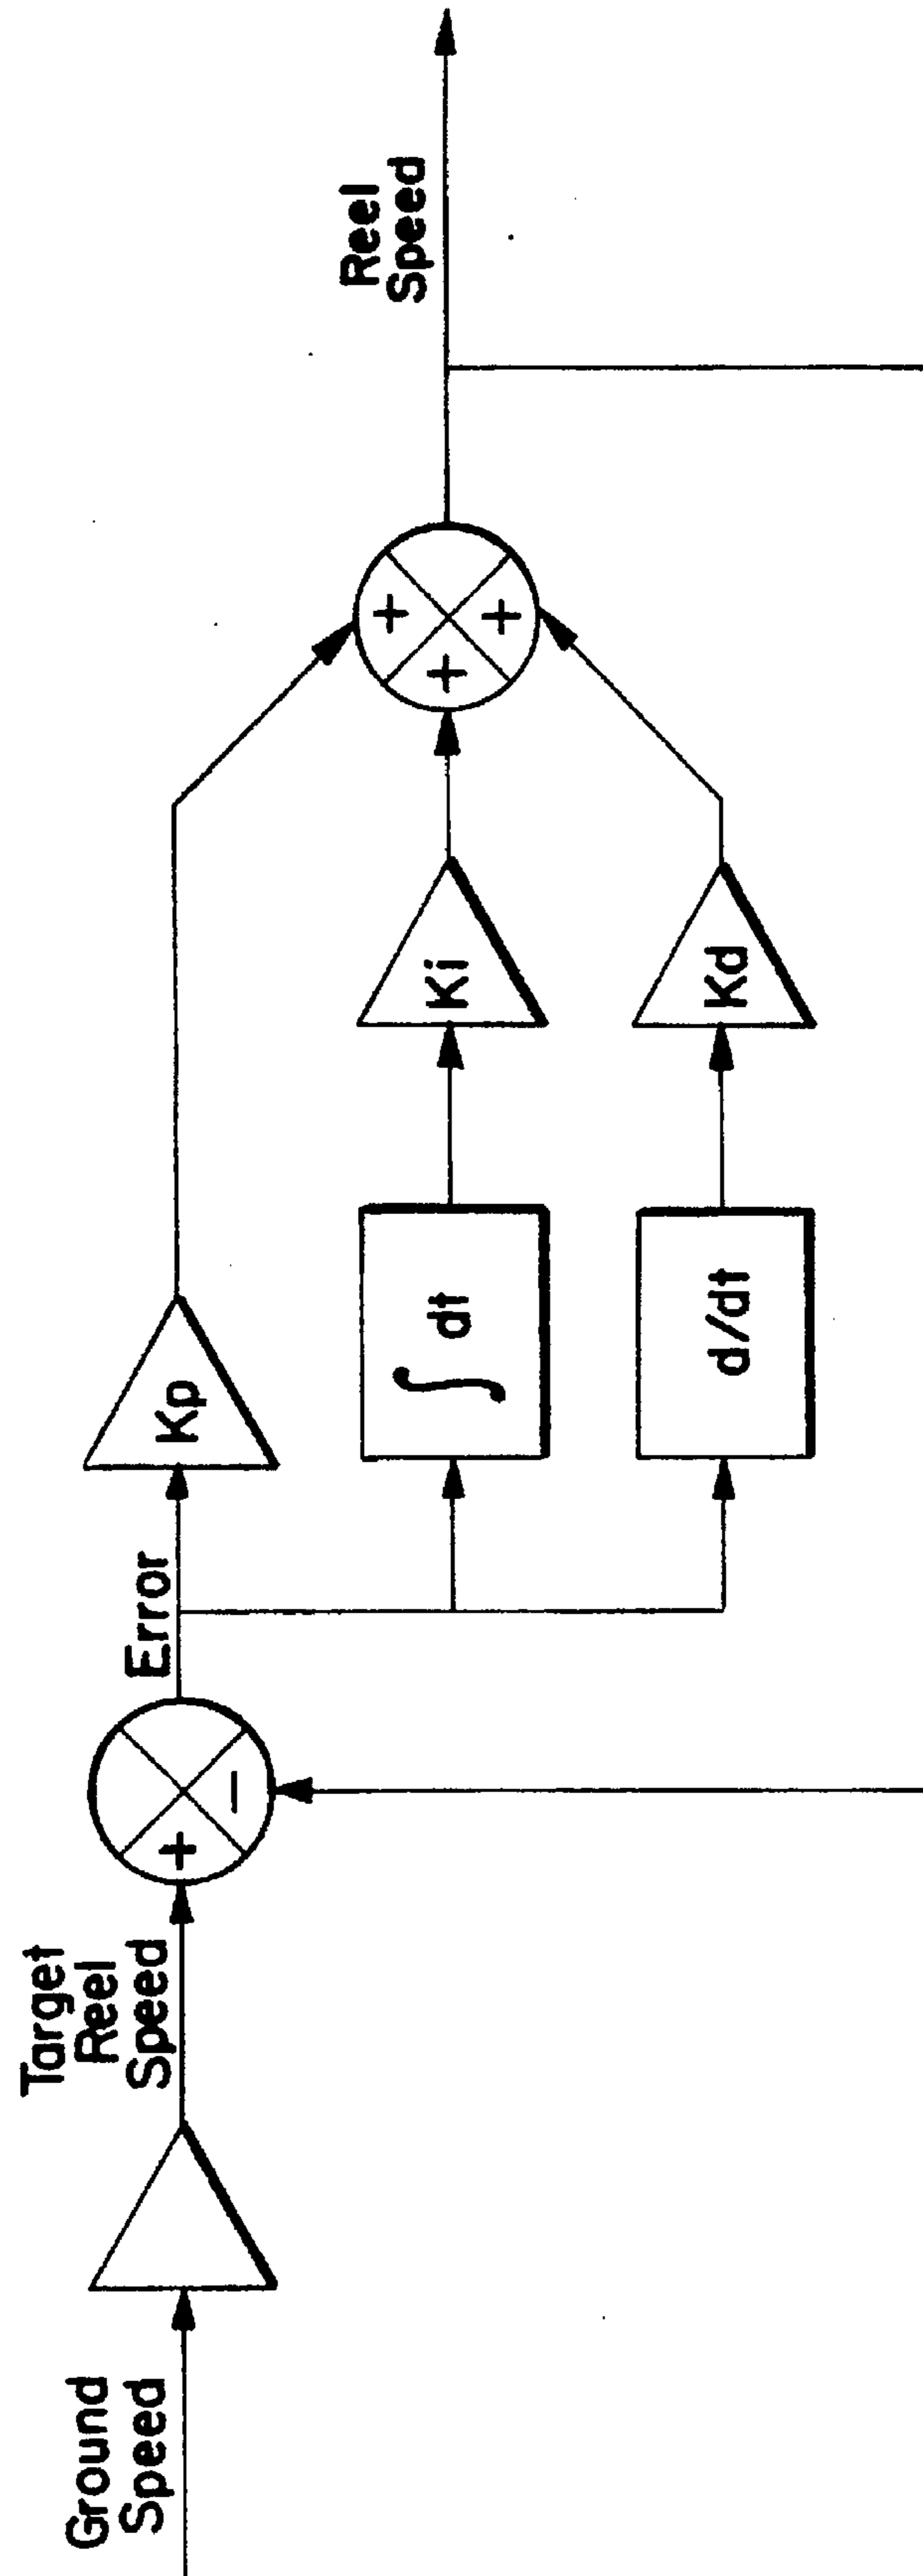 Ground
Speed
Target
Reel
Speed
+
−
Error
Kp
∫ dt
d/dt
Ki
Kd
+
+
+
Reel
Speed